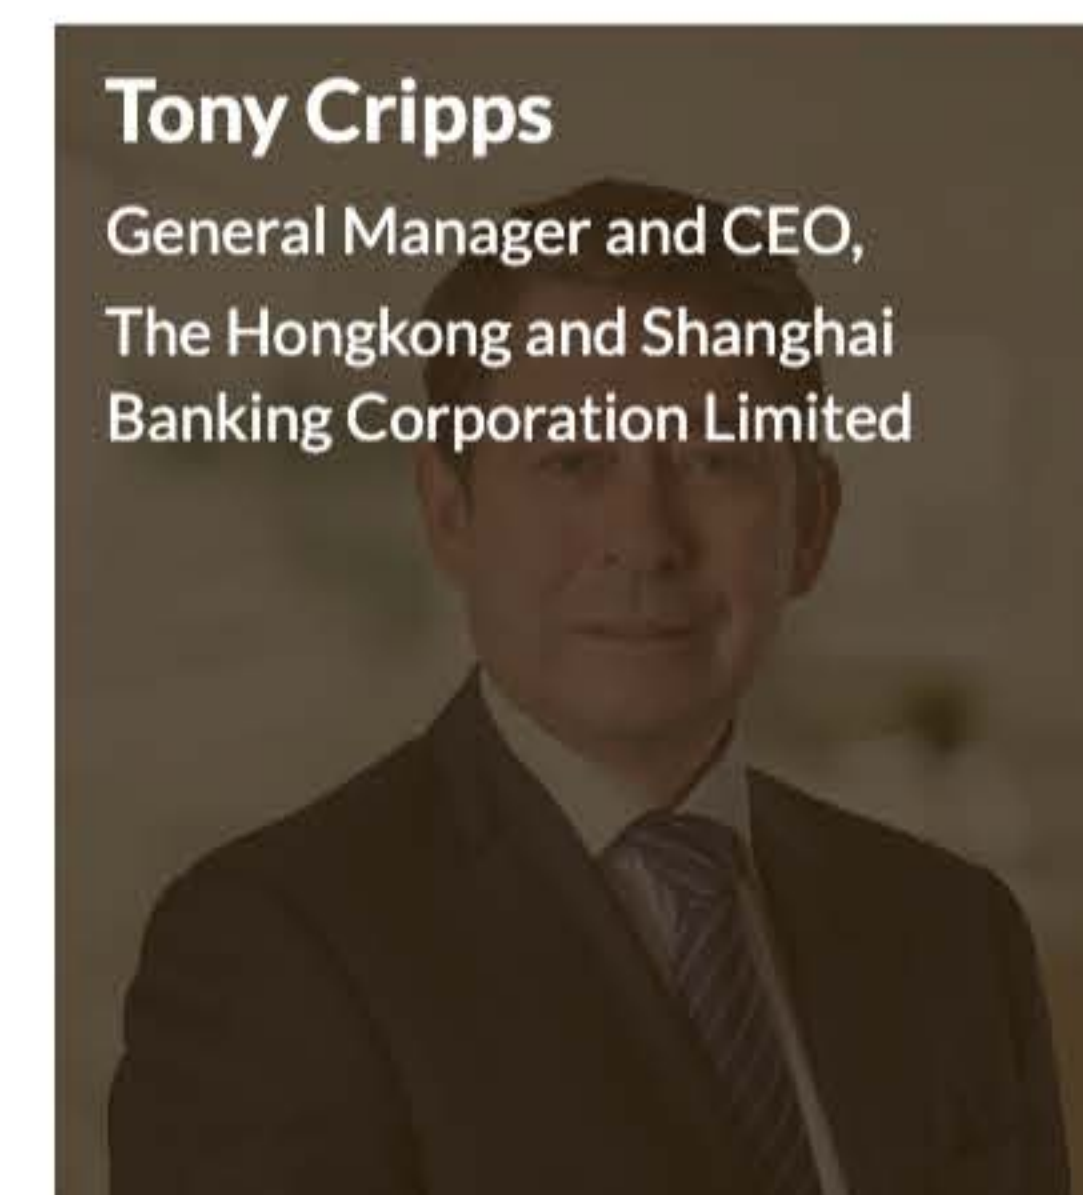 Tony Cripps
General Manager and CEO,
The Hongkong and Shanghai
Banking Corporation Limited